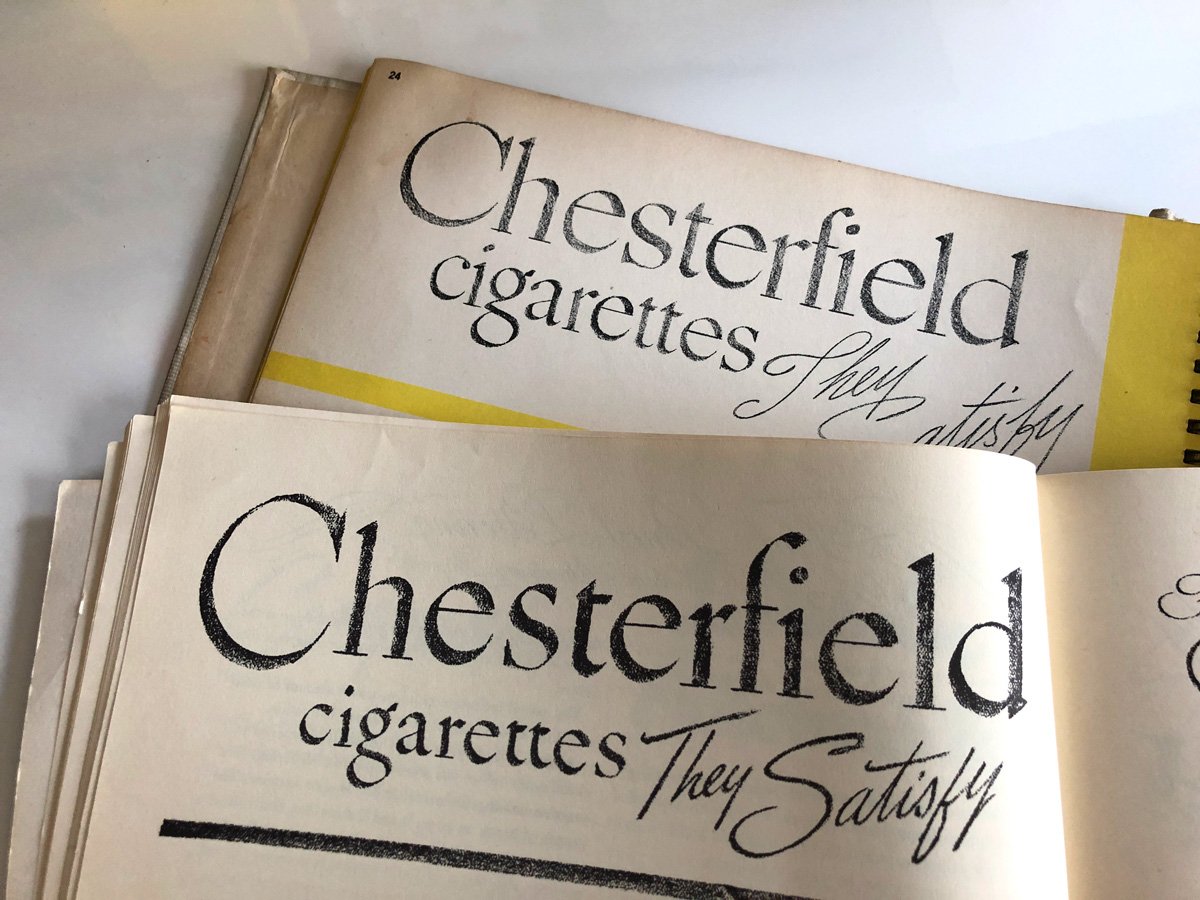 24
Chesterfield
cigarettes They
Satisfy
Chesterfield
cigarettes They Satisfy